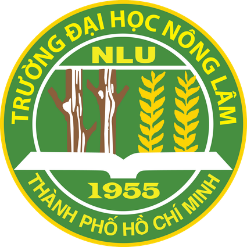 TRƯỜNG ĐẠI HỌC NÔNG LÂM
NLU
1955
THÀNH PHỐ HỒ CHÍ MINH